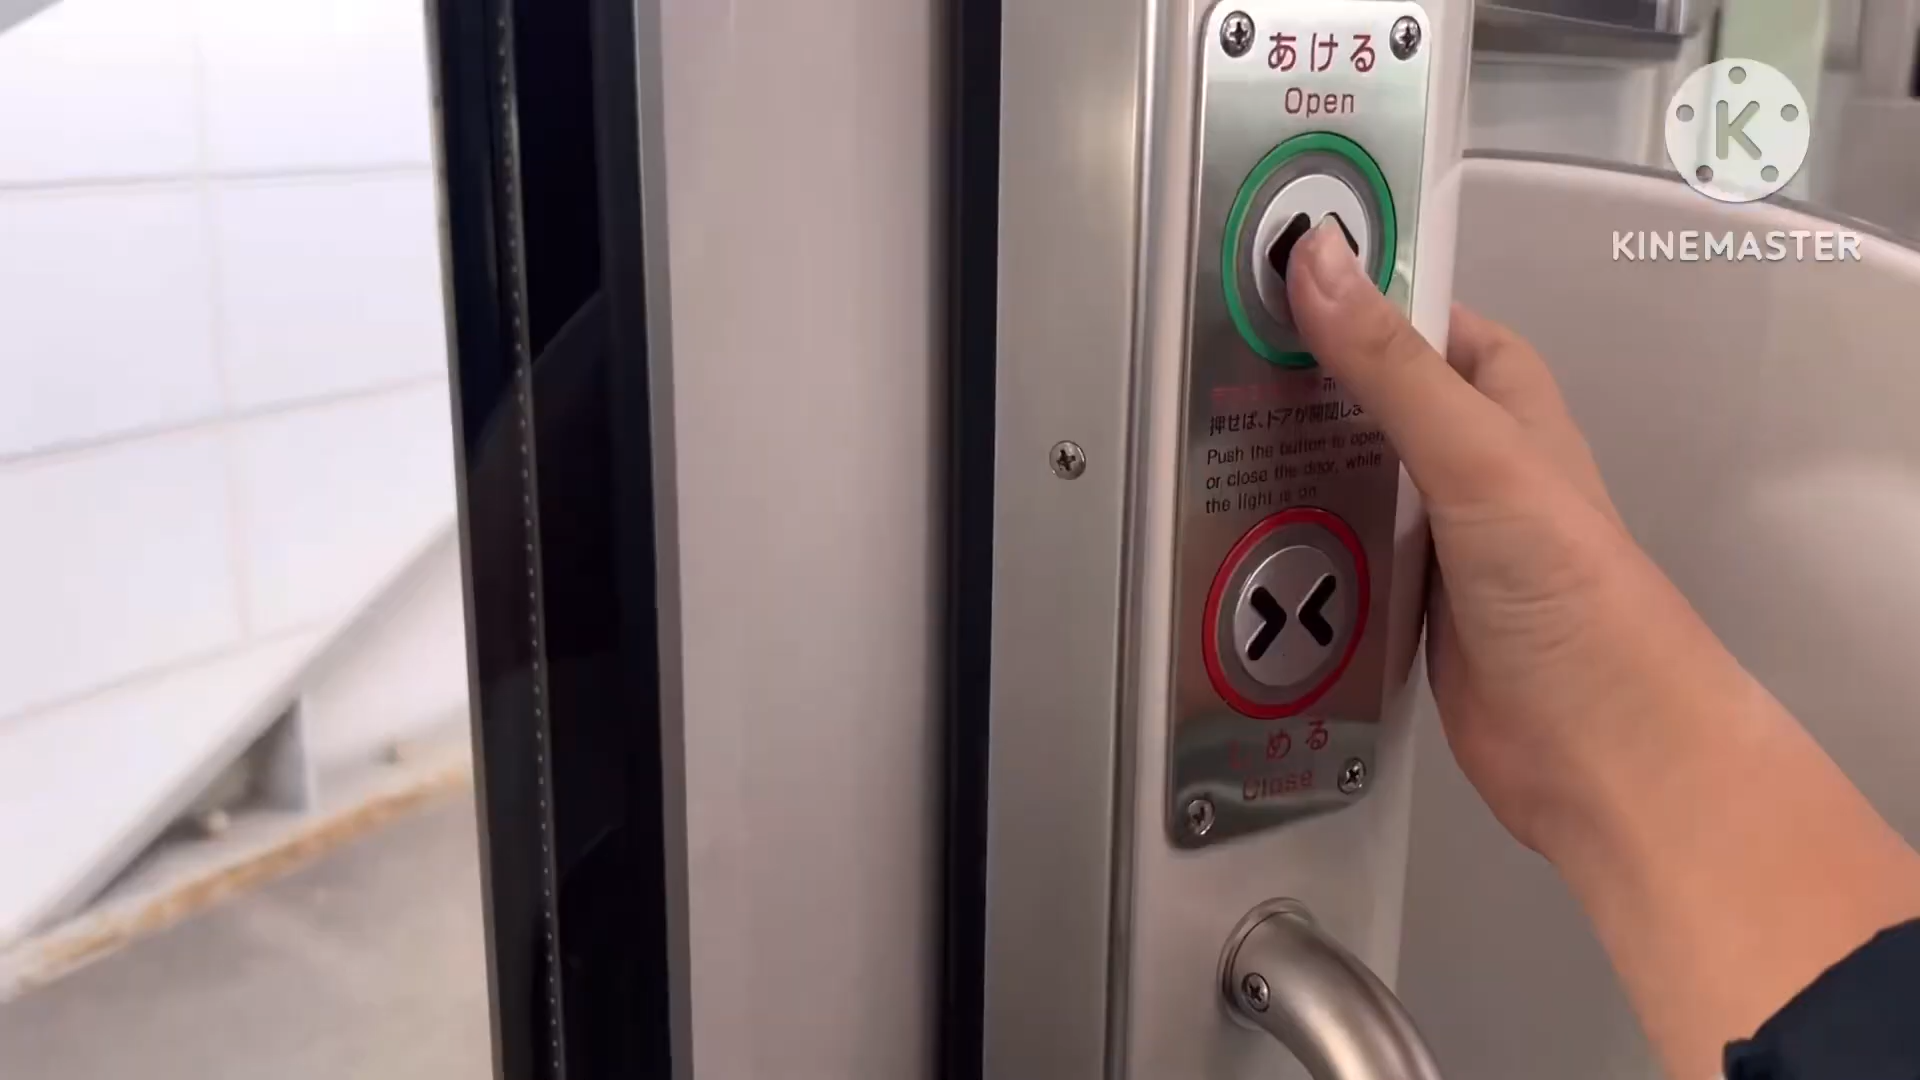 あける
Open
押せば、ドアが開閉しま
Push the button to open
or close the door, while
the light is on
しめる
Close
K
KINEMASTER